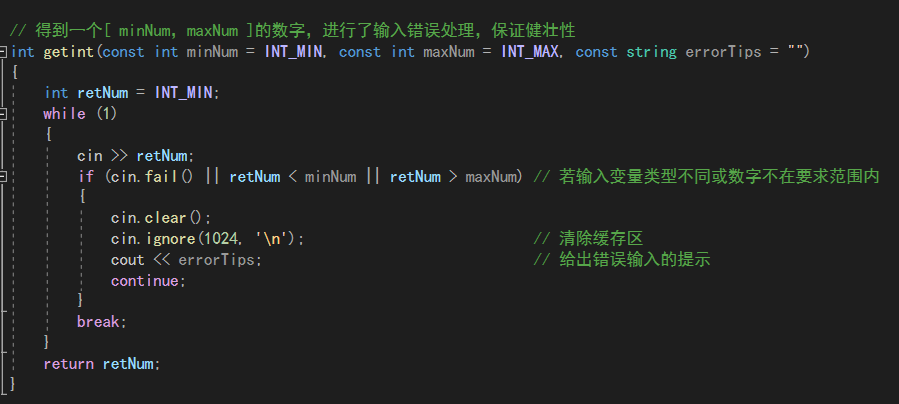 // 得到一个[ minNum，maxNum ]的数字，进行了输入错误处理，保证健壮性
int getint(const int minNum = INT_MIN, const int maxNum = INT_MAX, const string errorTips = "")
{
int retNum = INT_MIN;
while (1)
{
cin >> retNum;
if (cin.fail() || retNum < minNum || retNum > maxNum) // 若输入变量类型不同或数字不在要求范围内
{
cin.clear();
cin.ignore(1024, '\n'); // 清除缓存区
cout << errorTips; // 给出错误输入的提示
continue;
}
break;
}
return retNum;
}